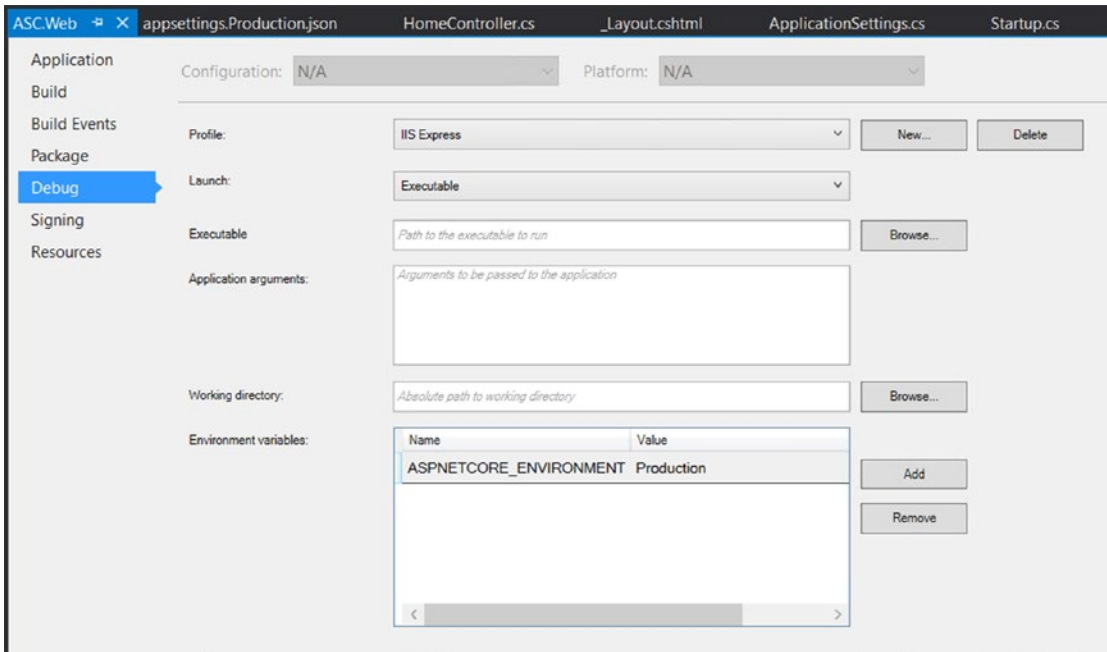 ASC.Web appsettings.Production.json HomeController.cs _Layout.cshtml ApplicationSettings.cs Startup.cs
Application
Build
Build Events
Package
Debug
Signing
Resources
Configuration: N/A Platform: N/A
Profile: IIS Express New... Delete
Launch: Executable
Executable Path to the executable to run Browse...
Application arguments: Arguments to be passed to the application
Working directory: Absolute path to working directory Browse...
Environment variables: Name Value
ASPNETCORE_ENVIRONMENT Production Add
Remove